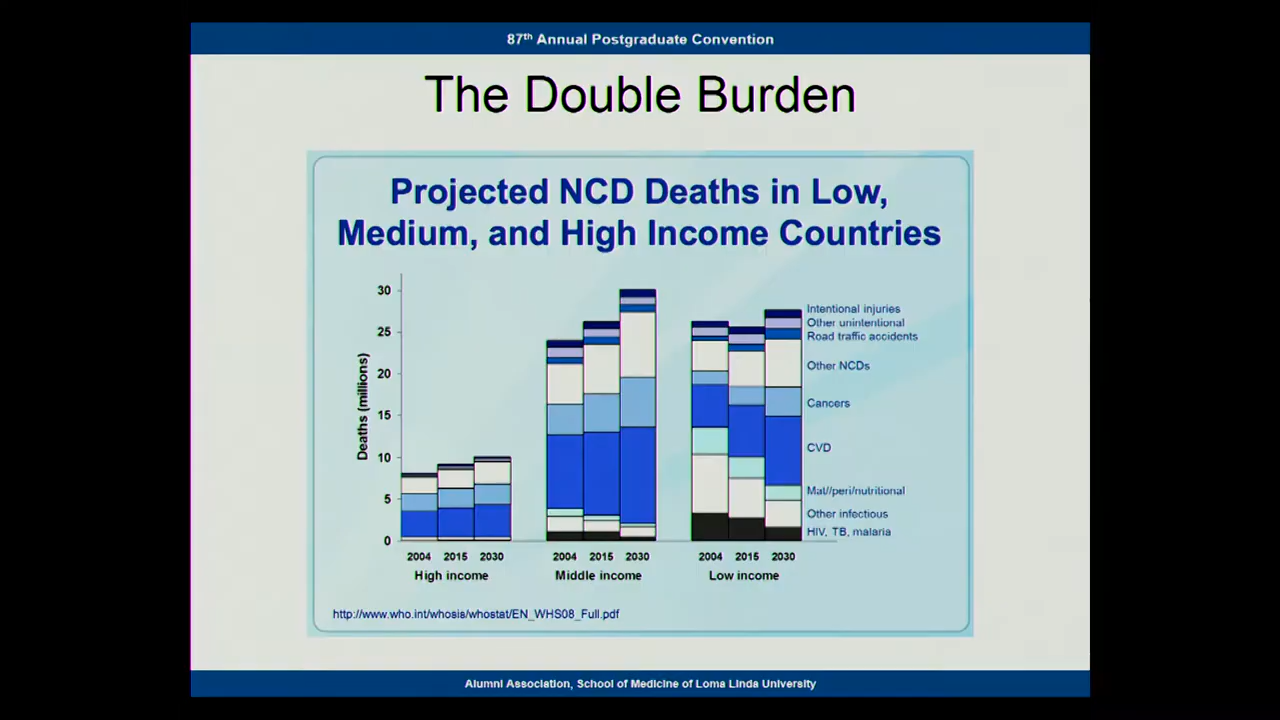 87th Annual Postgraduate Convention
The Double Burden
Projected NCD Deaths in Low,
Medium, and High Income Countries
30
25
20
15
10
5
0
Deaths (millions)
Intentional injuries
Other unintentional
Road traffic accidents
Other NCDs
Cancers
CVD
Mat//peri/nutritional
Other infectious
HIV, TB, malaria
2004 2015 2030 2004 2015 2030 2004 2015 2030
High income Middle income Low income
http://www.who.int/whosis/whostat/EN_WHS08_Full.pdf
Alumni Association, School of Medicine of Loma Linda University